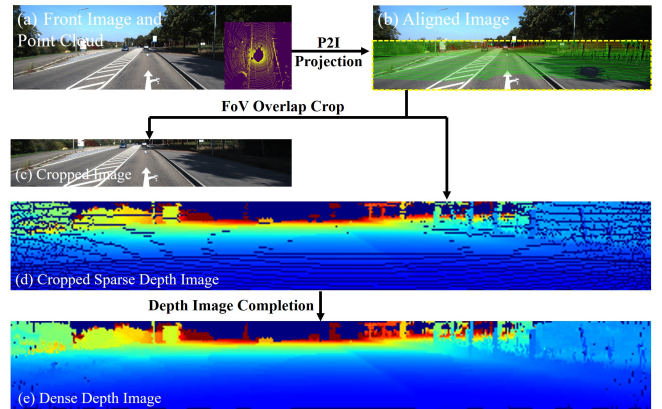 (a) Front Image and
Point Cloud
P2I
Projection
(b) Aligned Image
FoV Overlap Crop
(c) Cropped Image
(d) Cropped Sparse Depth Image
Depth Image Completion
(e) Dense Depth Image